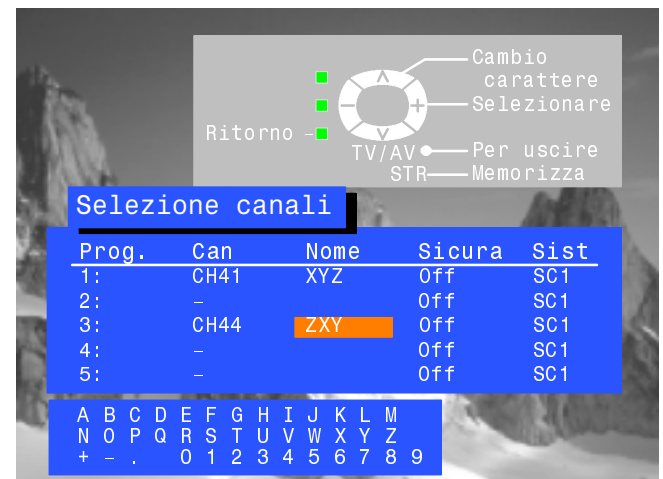 Cambio
carattere
Selezionare
Ritorno
TV/AV Per uscire
STR Memorizza
Selezione canali
Prog. Can Nome Sicura Sist
1: CH41 XYZ Off SC1
2: – Off SC1
3: CH44 ZXY Off SC1
4: – Off SC1
5: – Off SC1
A B C D E F G H I J K L M
N O P Q R S T U V W X Y Z
+ – . 0 1 2 3 4 5 6 7 8 9